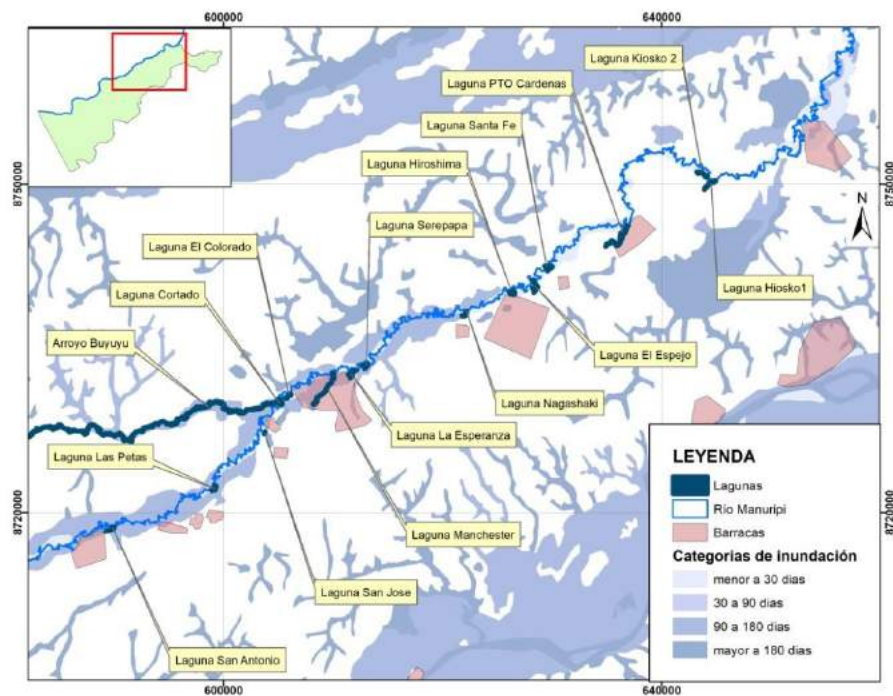 600000
640000
Laguna Kiosko 2
Laguna PTO Cardenas
Laguna Santa Fe
Laguna Hiroshima
8750000
8750000
N
Laguna Serepapa
Laguna El Colorado
Laguna Hiosko1
Laguna Cortado
Arroyo Buyuyu
Laguna El Espejo
Laguna Nagashaki
Laguna La Esperanza
Laguna Las Petas
LEYENDA
Lagunas
Río Manuripi
Barracas
Categorias de inundación
menor a 30 dias
30 a 90 dias
90 a 180 dias
mayor a 180 dias
8720000
8720000
Laguna Manchester
Laguna San Jose
Laguna San Antonio
600000
640000